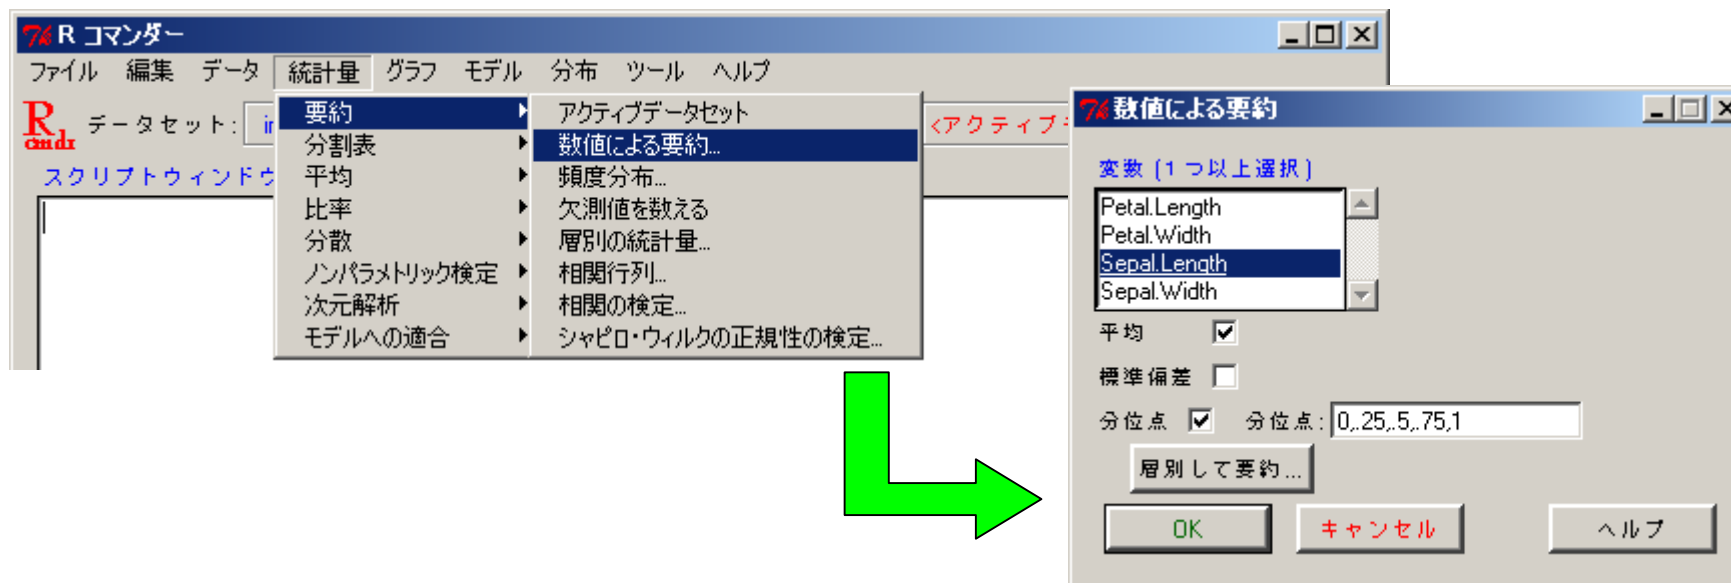 R コマンダー
ファイル 編集 データ 統計量 グラフ モデル 分布 ツール ヘルプ
R cmdr データセット: ir <アクティブ
スクリプトウィンドウ
要約
分割表
平均
比率
分散
ノンパラメトリック検定
次元解析
モデルへの適合
アクティブデータセット
数値による要約...
頻度分布...
欠測値を数える
層別の統計量...
相関行列...
相関の検定...
シャピロ・ウィルクの正規性の検定...
数値による要約
変数 (1 つ以上選択)
Petal.Length
Petal.Width
Sepal.Length
Sepal.Width
平均
標準偏差
分位点 分位点: 0,.25,.5,.75,1
層別して要約...
OK キャンセル ヘルプ